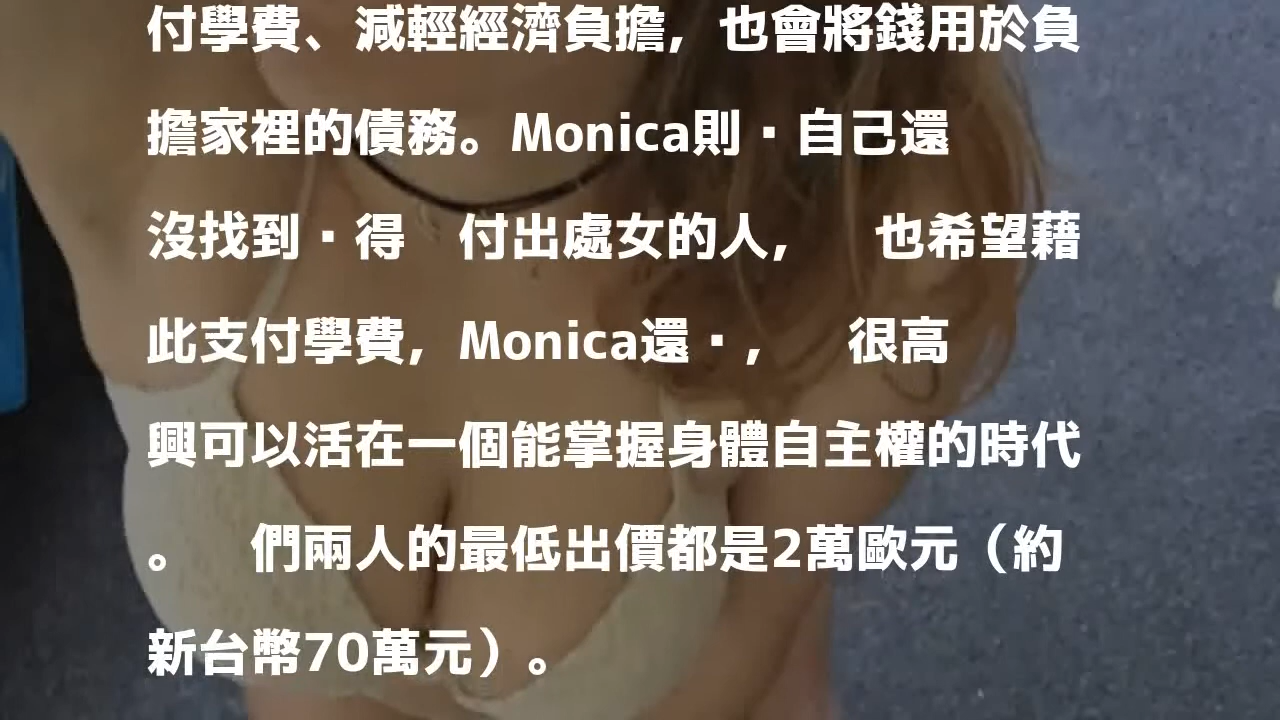 付學費、減輕經濟負擔，也會將錢用於負
擔家裡的債務。Monica則▪自己還
沒找到▪得 付出處女的人， 也希望藉
此支付學費，Monica還▪， 很高
興可以活在一個能掌握身體自主權的時代
。 們兩人的最低出價都是2萬歐元（約
新台幣70萬元）。